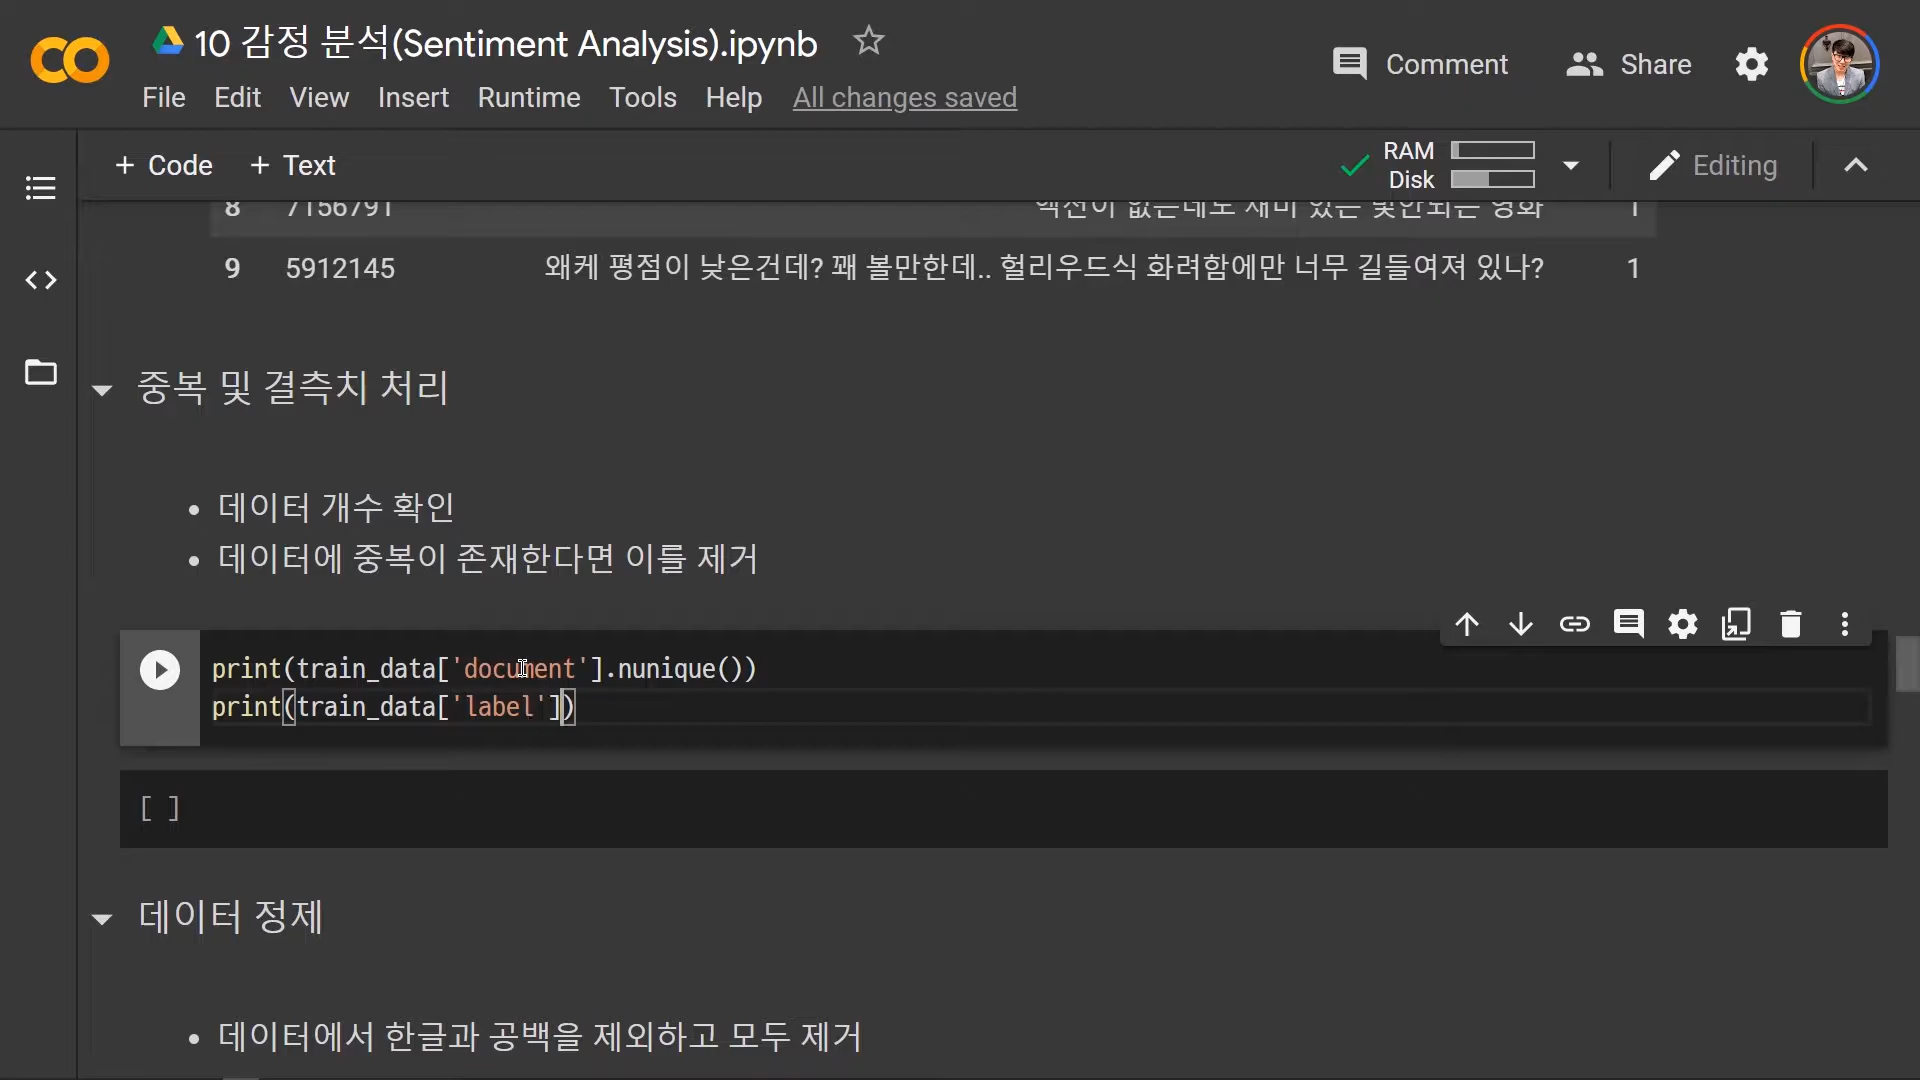 10 감정 분석(Sentiment Analysis).ipynb
Comment
Share
File Edit View Insert Runtime Tools Help All changes saved
+ Code + Text
RAM
Disk
Editing
8 7156791 액션이 없는데도 재미 있는 몇안되는 영화 1
9 5912145 왜케 평점이 낮은건데? 꽤 볼만한데.. 헐리우드식 화려함에만 너무 길들여져 있나? 1
중복 및 결측치 처리
• 데이터 개수 확인
• 데이터에 중복이 존재한다면 이를 제거
print(train_data['document'].nunique())
print(train_data['label'])
[ ]
데이터 정제
• 데이터에서 한글과 공백을 제외하고 모두 제거